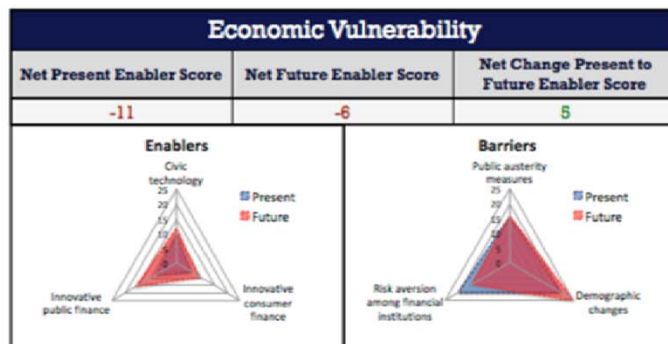 Economic Vulnerability
Net Present Enabler Score
Net Future Enabler Score
Net Change Present to
Future Enabler Score
-11
-6
5
Enablers
Civic
technology
25
20
15
10
5
0
Present
Future
Innovative
public finance
Innovative
consumer
finance
Barriers
Public austerity
measures
25
20
15
10
5
0
Present
Future
Risk aversion
among financial
institutions
Demographic
changes